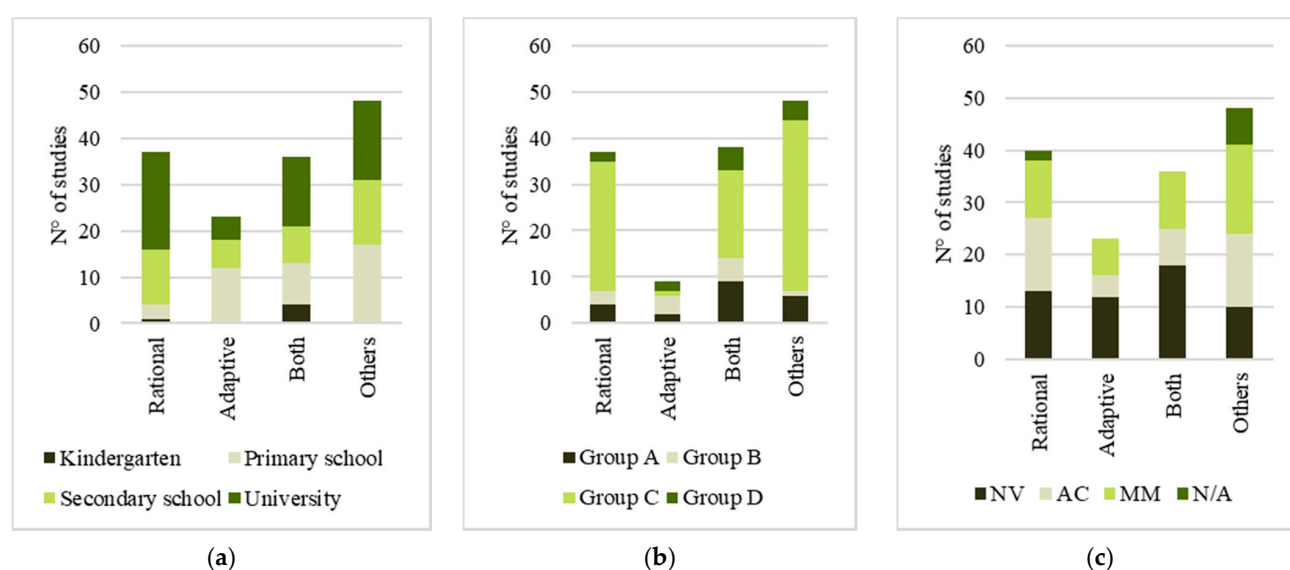 60
50
40
30
20
10
0
N° of studies
Rational
Adaptive
Both
Others
Kindergarten Primary school
Secondary school University
(a)
60
50
40
30
20
10
0
N° of studies
Rational
Adaptive
Both
Others
Group A Group B
Group C Group D
(b)
60
50
40
30
20
10
0
N° of studies
Rational
Adaptive
Both
Others
NV AC MM N/A
(c)